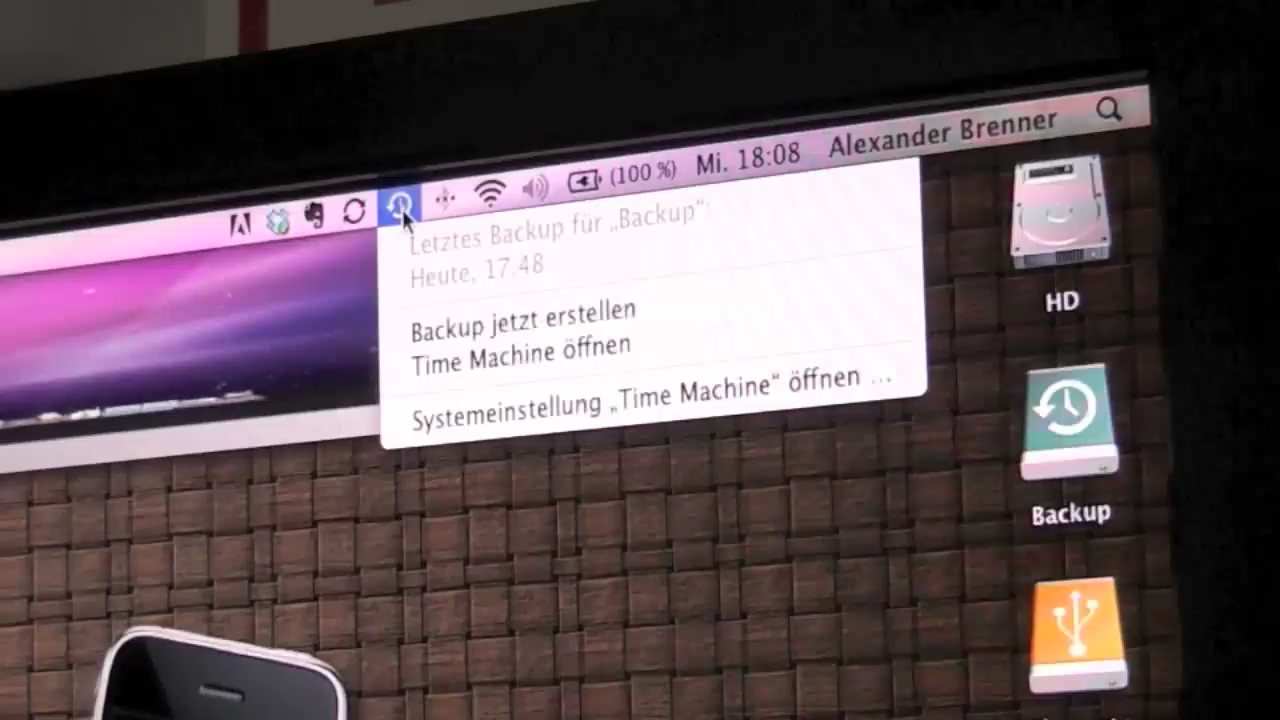 (100 %) Mi. 18:08 Alexander Brenner
Letztes Backup für „Backup“:
Heute, 17:48
Backup jetzt erstellen
Time Machine öffnen
Systemeinstellung „Time Machine“ öffnen ...
HD
Backup